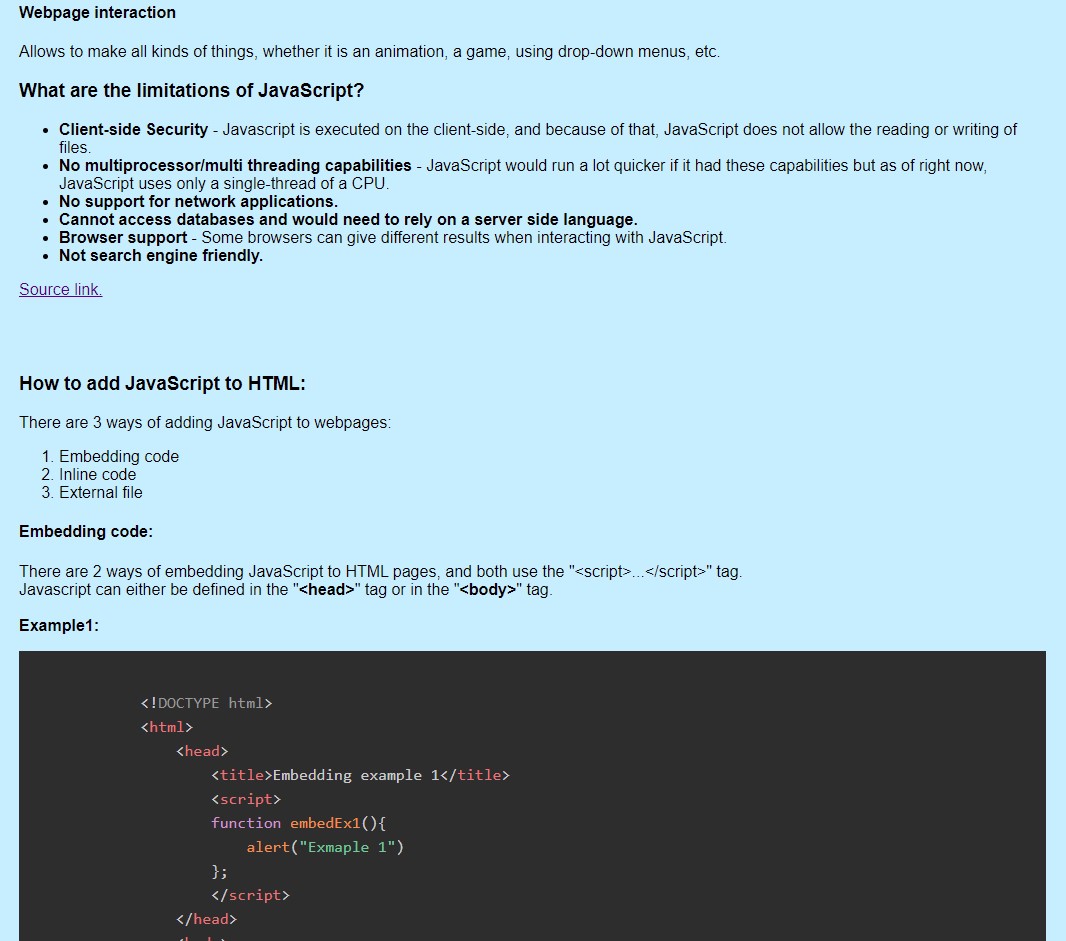 Webpage interaction
Allows to make all kinds of things, whether it is an animation, a game, using drop-down menus, etc.
What are the limitations of JavaScript?
• Client-side Security - Javascript is executed on the client-side, and because of that, JavaScript does not allow the reading or writing of
files.
• No multiprocessor/multi threading capabilities - JavaScript would run a lot quicker if it had these capabilities but as of right now,
JavaScript uses only a single-thread of a CPU.
• No support for network applications.
• Cannot access databases and would need to rely on a server side language.
• Browser support - Some browsers can give different results when interacting with JavaScript.
• Not search engine friendly.
Source link.
How to add JavaScript to HTML:
There are 3 ways of adding JavaScript to webpages:
1. Embedding code
2. Inline code
3. External file
Embedding code:
There are 2 ways of embedding JavaScript to HTML pages, and both use the "<script>...</script>" tag.
Javascript can either be defined in the "<head>" tag or in the "<body>" tag.
Example1:
<!DOCTYPE html>
<html>
<head>
<title>Embedding example 1</title>
<script>
function embedEx1(){
alert("Exmaple 1")
};
</script>
</head>